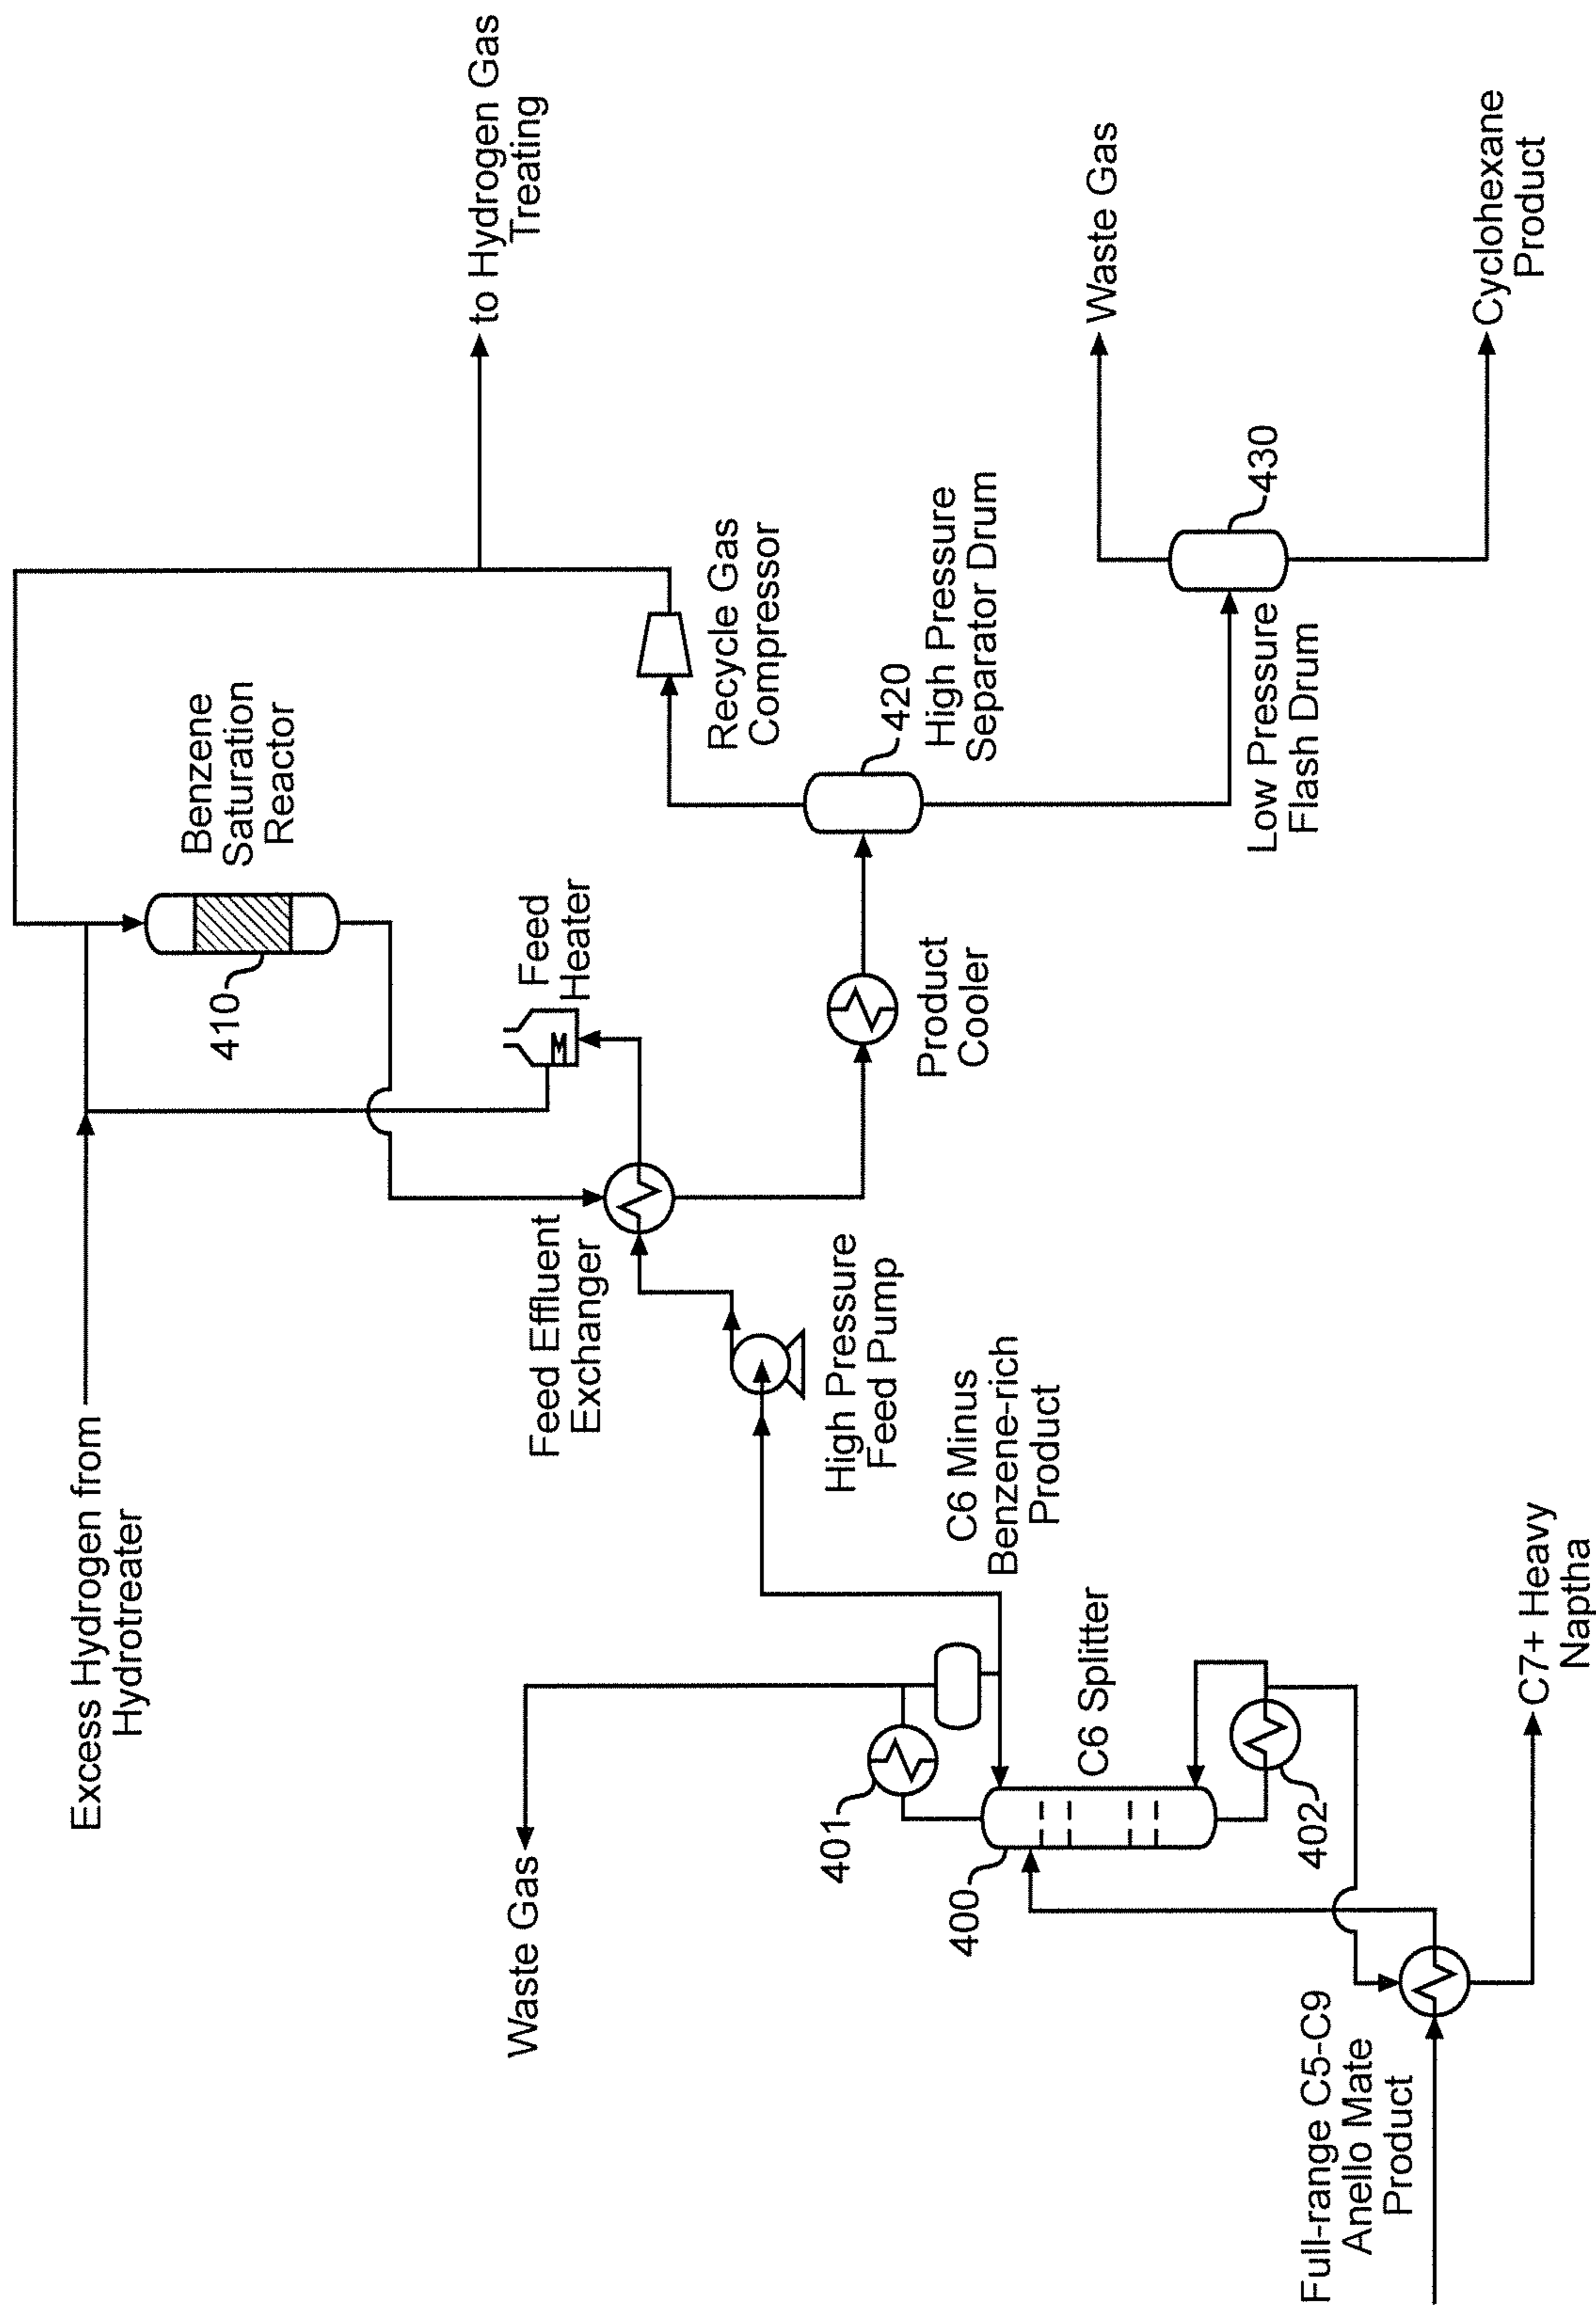 Excess Hydrogen from
Hydrotreater
Benzene
Saturation
Reactor
410
to Hydrogen Gas
Treating
Feed
Heater
Feed Effluent
Exchanger
Recycle Gas
Compressor
Waste Gas
High Pressure
Feed Pump
Product
Cooler
420
High Pressure
Separator Drum
C6 Minus
Benzene-rich
Product
401
400
C6 Splitter
402
Low Pressure
Flash Drum
430
Waste Gas
Full-range C5-C9
Anello Mate
Product
C7+ Heavy
Naptha
Cyclohexane
Product